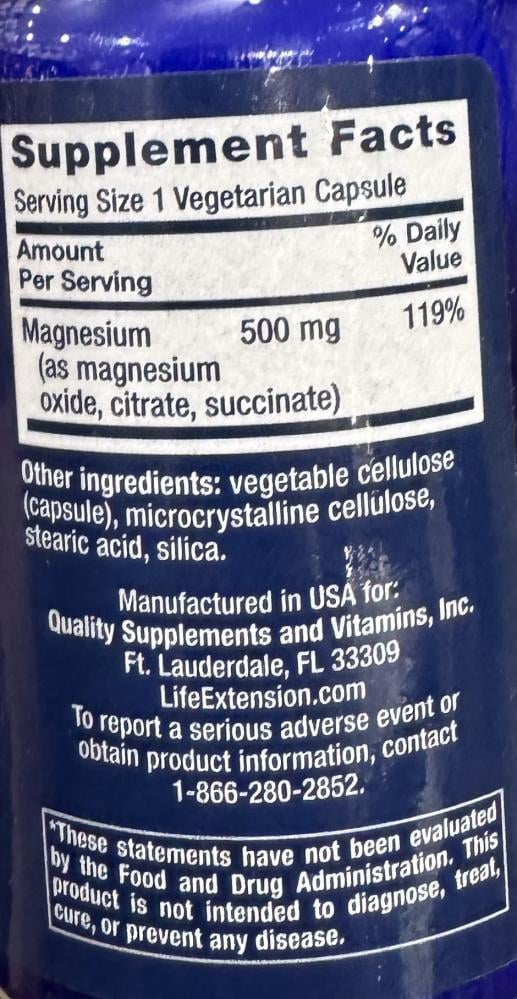 Supplement Facts
Serving Size 1 Vegetarian Capsule
Amount
Per Serving
% Daily
Value
Magnesium 500 mg 119%
(as magnesium
oxide, citrate, succinate)
Other ingredients: vegetable cellulose
(capsule), microcrystalline cellulose,
stearic acid, silica.
Manufactured in USA for:
Quality Supplements and Vitamins, Inc.
Ft. Lauderdale, FL 33309
LifeExtension.com
To report a serious adverse event or
obtain product information, contact
1-866-280-2852.
*These statements have not been evaluated
by the Food and Drug Administration. This
product is not intended to diagnose, treat,
cure, or prevent any disease.